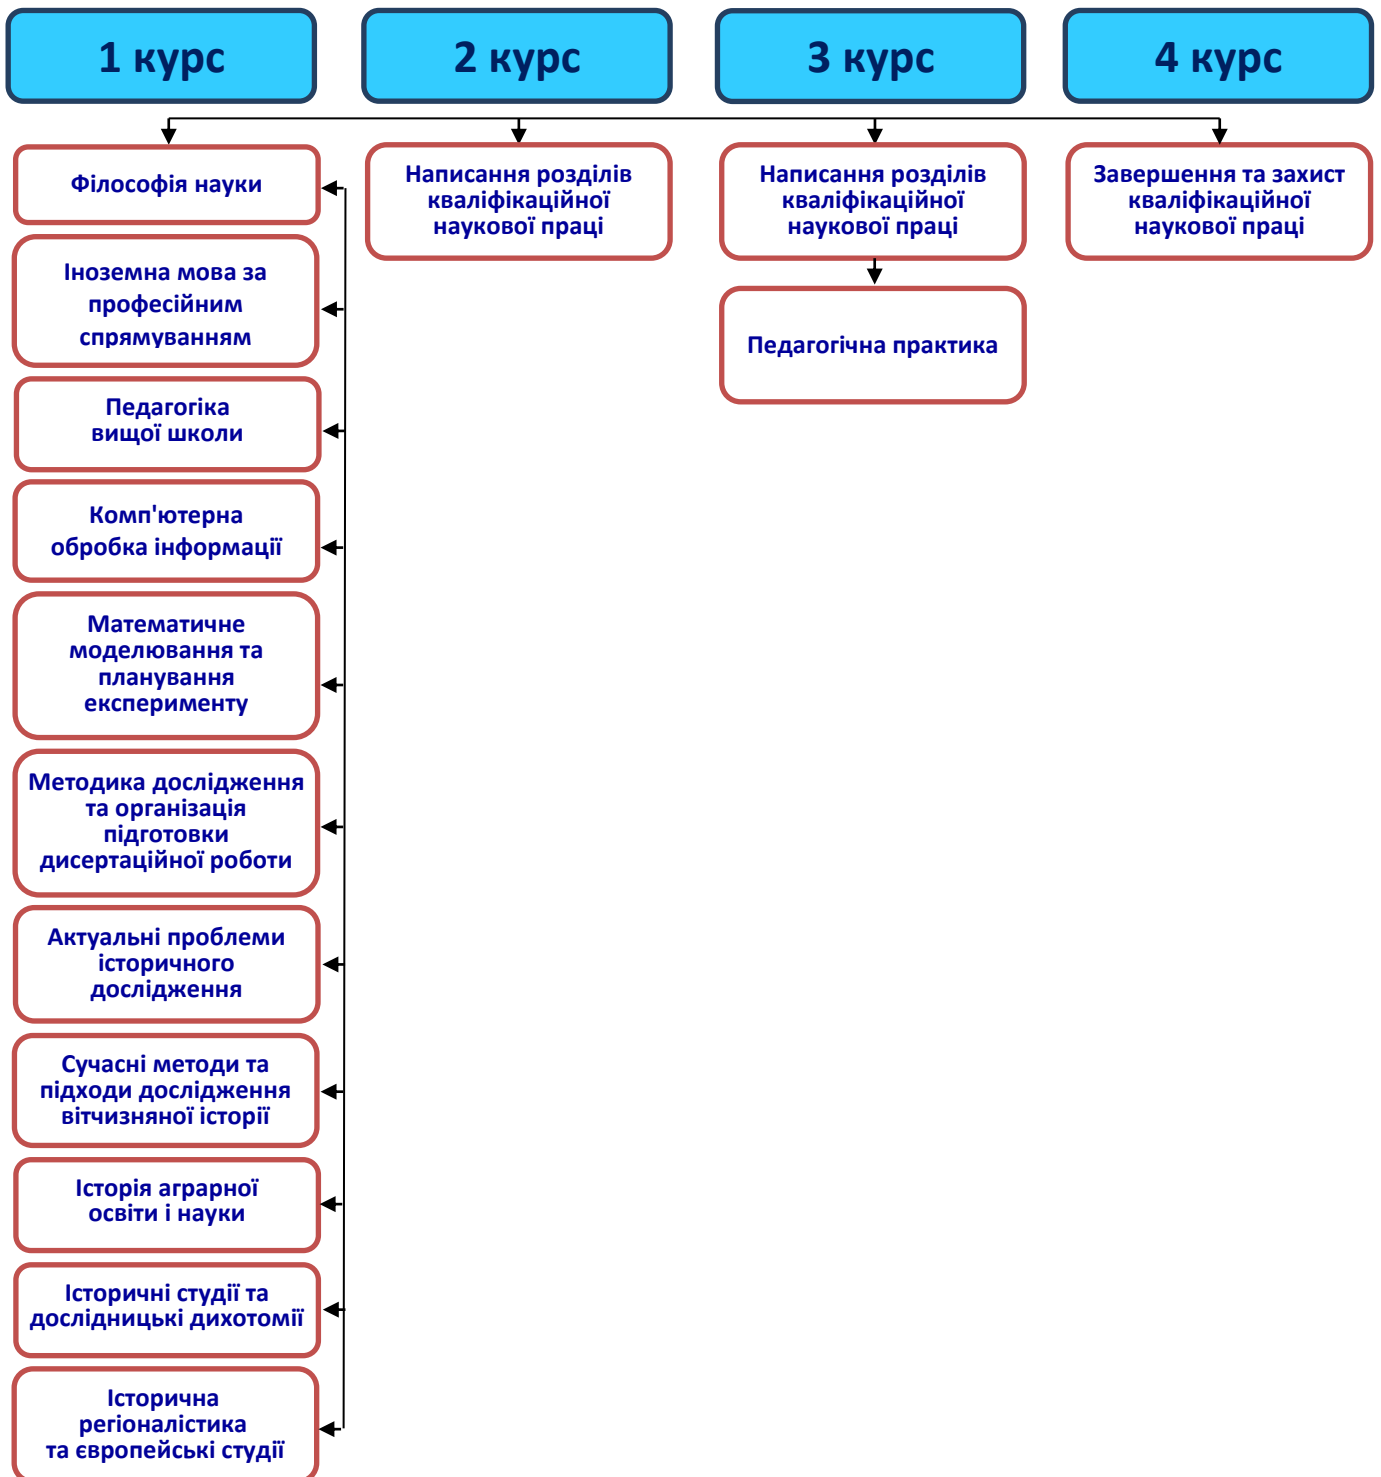 1 курс
2 курс
3 курс
4 курс
Філософія науки
Написання розділів
кваліфікаційної
наукової праці
Написання розділів
кваліфікаційної
наукової праці
Завершення та захист
кваліфікаційної
наукової праці
Іноземна мова за
професійним
спрямуванням
Педагогічна практика
Педагогіка
вищої школи
Комп'ютерна
обробка інформації
Математичне
моделювання та
планування
експерименту
Методика дослідження
та організація
підготовки
дисертаційної роботи
Актуальні проблеми
історичного
дослідження
Сучасні методи та
підходи дослідження
вітчизняної історії
Історія аграрної
освіти і науки
Історичні студії та
дослідницькі дихотомії
Історична
регіоналістика
та європейські студії